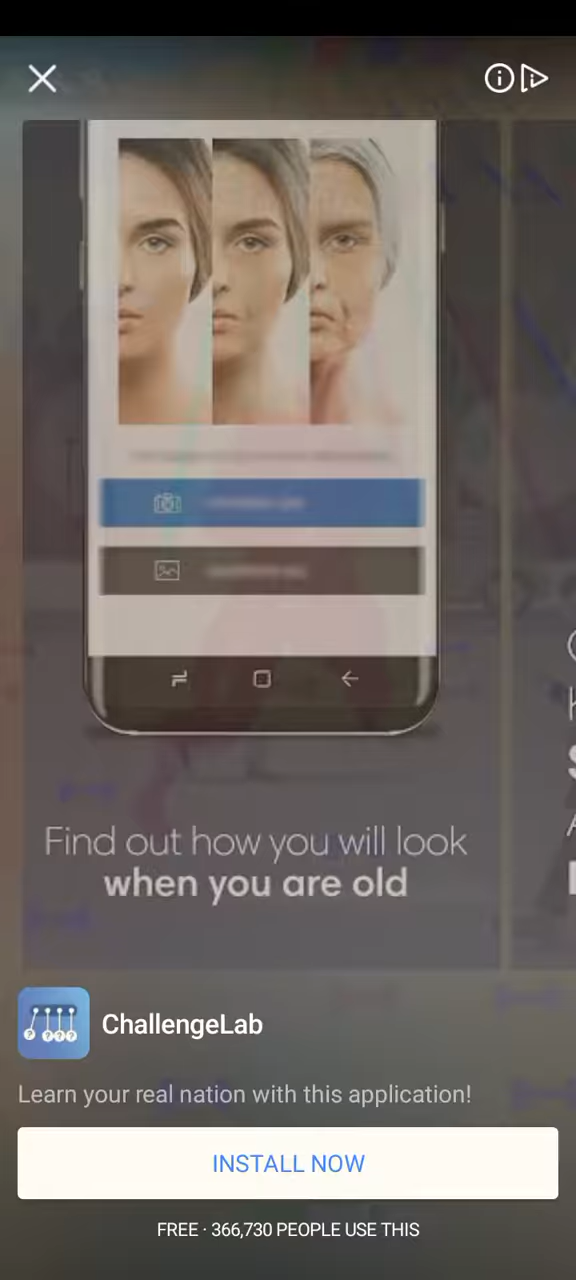 Find out how you will look
when you are old
ChallengeLab
Learn your real nation with this application!
INSTALL NOW
FREE · 366,730 PEOPLE USE THIS